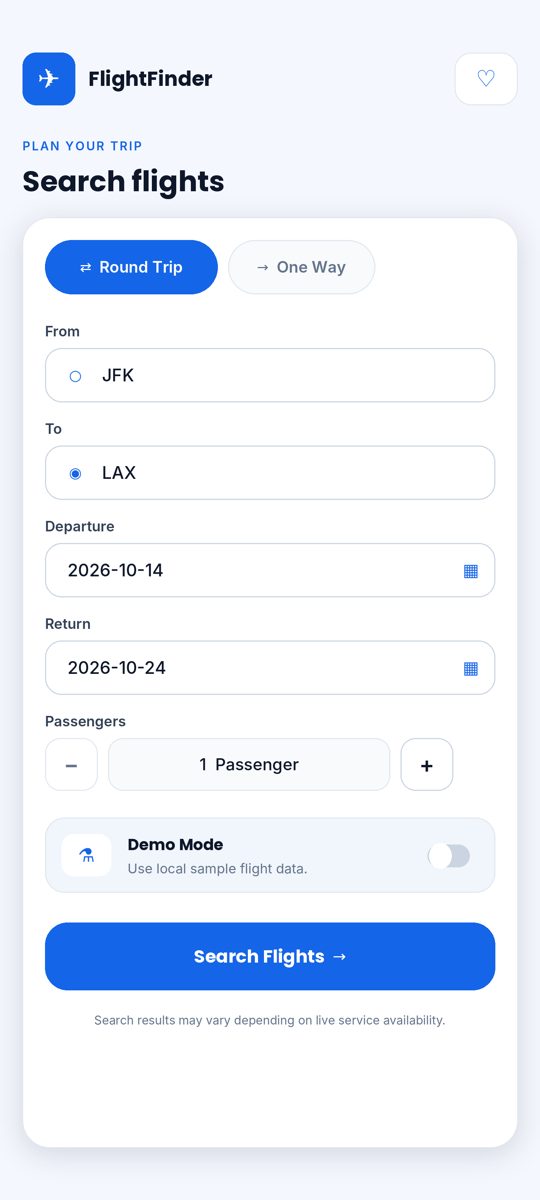 ✈ FlightFinder ♡
PLAN YOUR TRIP
Search flights
⇄ Round Trip → One Way
From
○ JFK
To
◉ LAX
Departure
2026-10-14 ▦
Return
2026-10-24 ▦
Passengers
− 1 Passenger +
⚗ Demo Mode
Use local sample flight data.
Search Flights →
Search results may vary depending on live service availability.